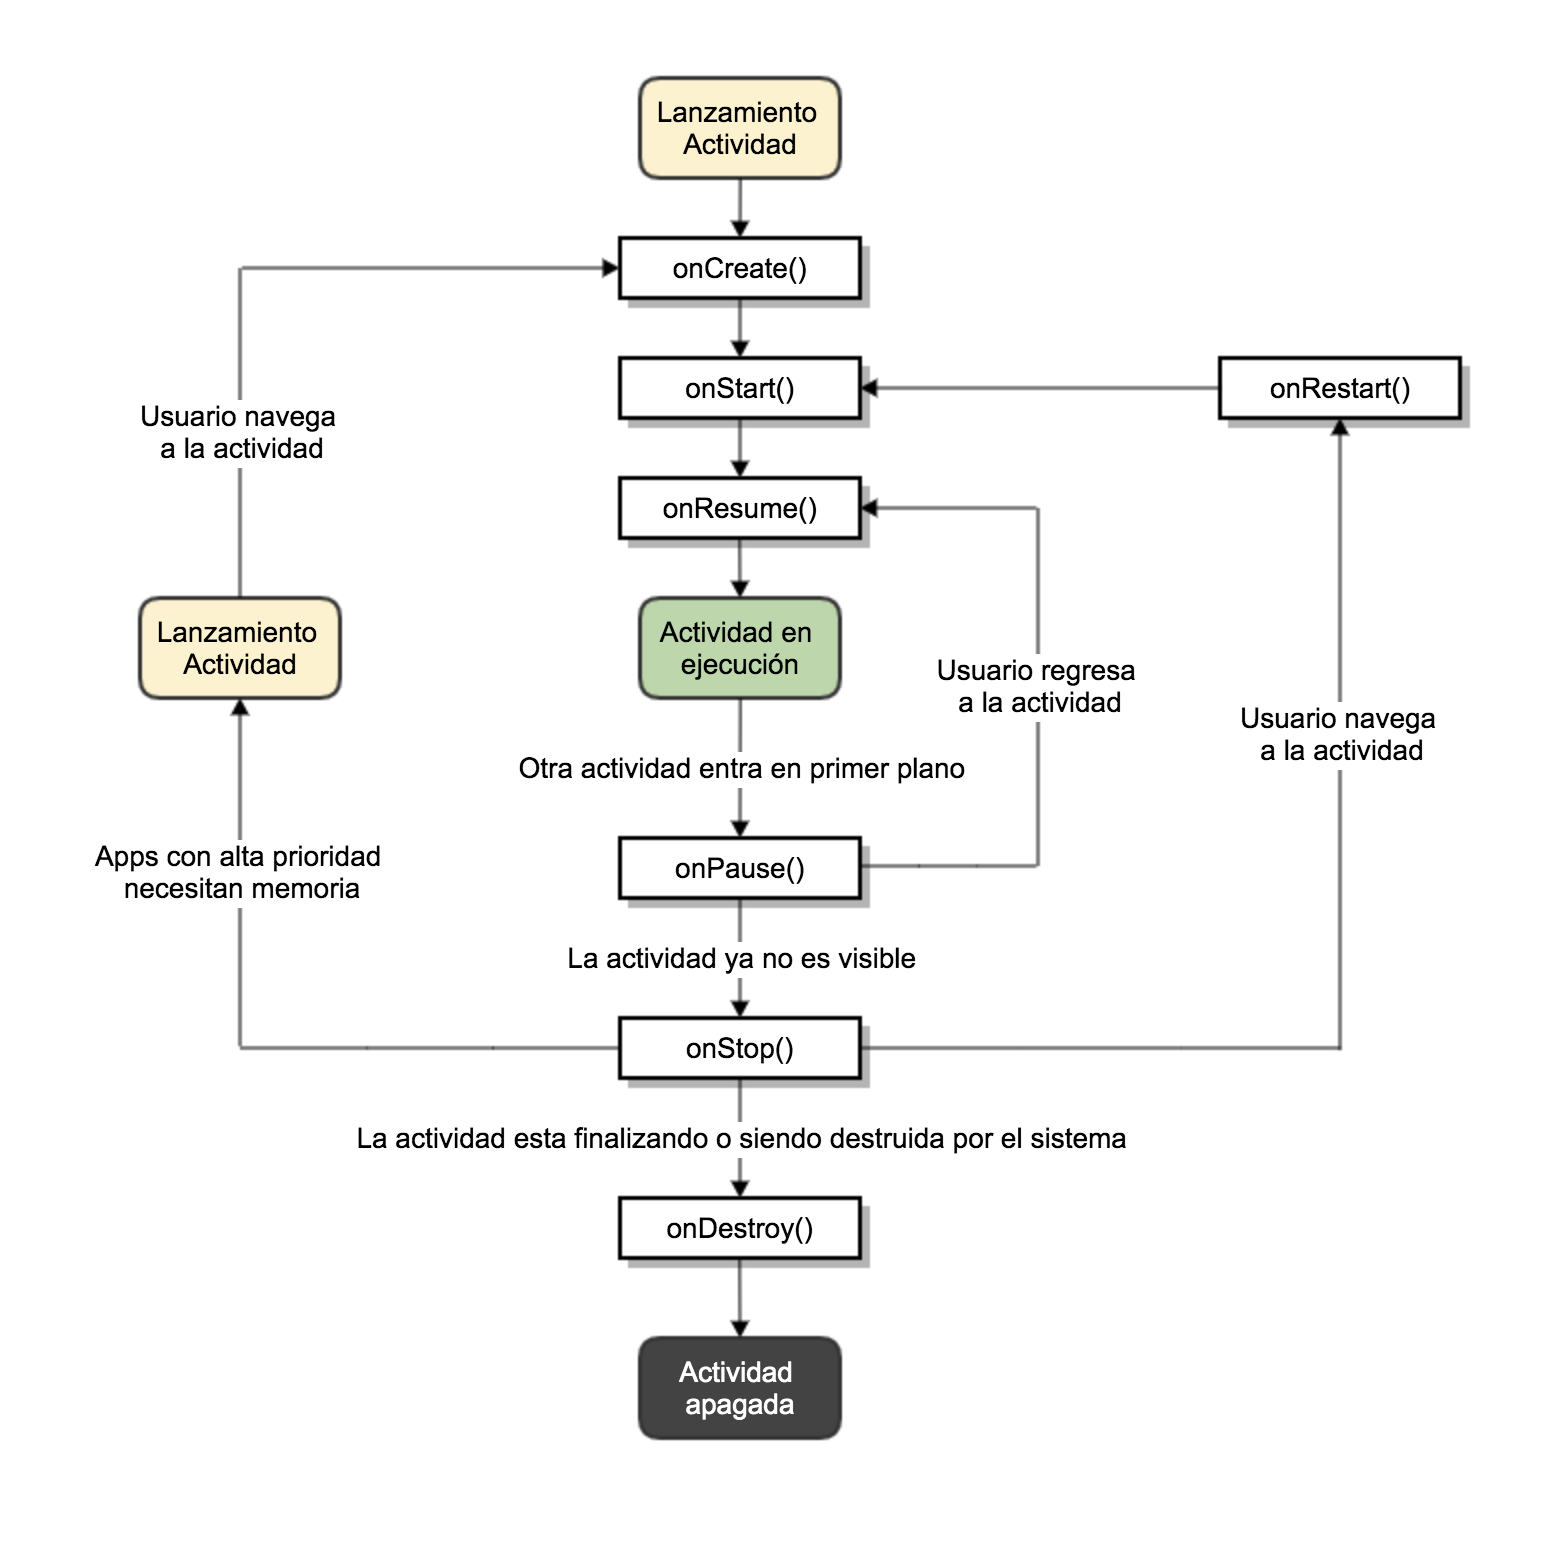 Lanzamiento
Actividad
onCreate()
onStart()
onRestart()
Usuario navega
a la actividad
onResume()
Lanzamiento
Actividad
Actividad en
ejecución
Usuario regresa
a la actividad
Usuario navega
a la actividad
Otra actividad entra en primer plano
Apps con alta prioridad
necesitan memoria
onPause()
La actividad ya no es visible
onStop()
La actividad esta finalizando o siendo destruida por el sistema
onDestroy()
Actividad
apagada